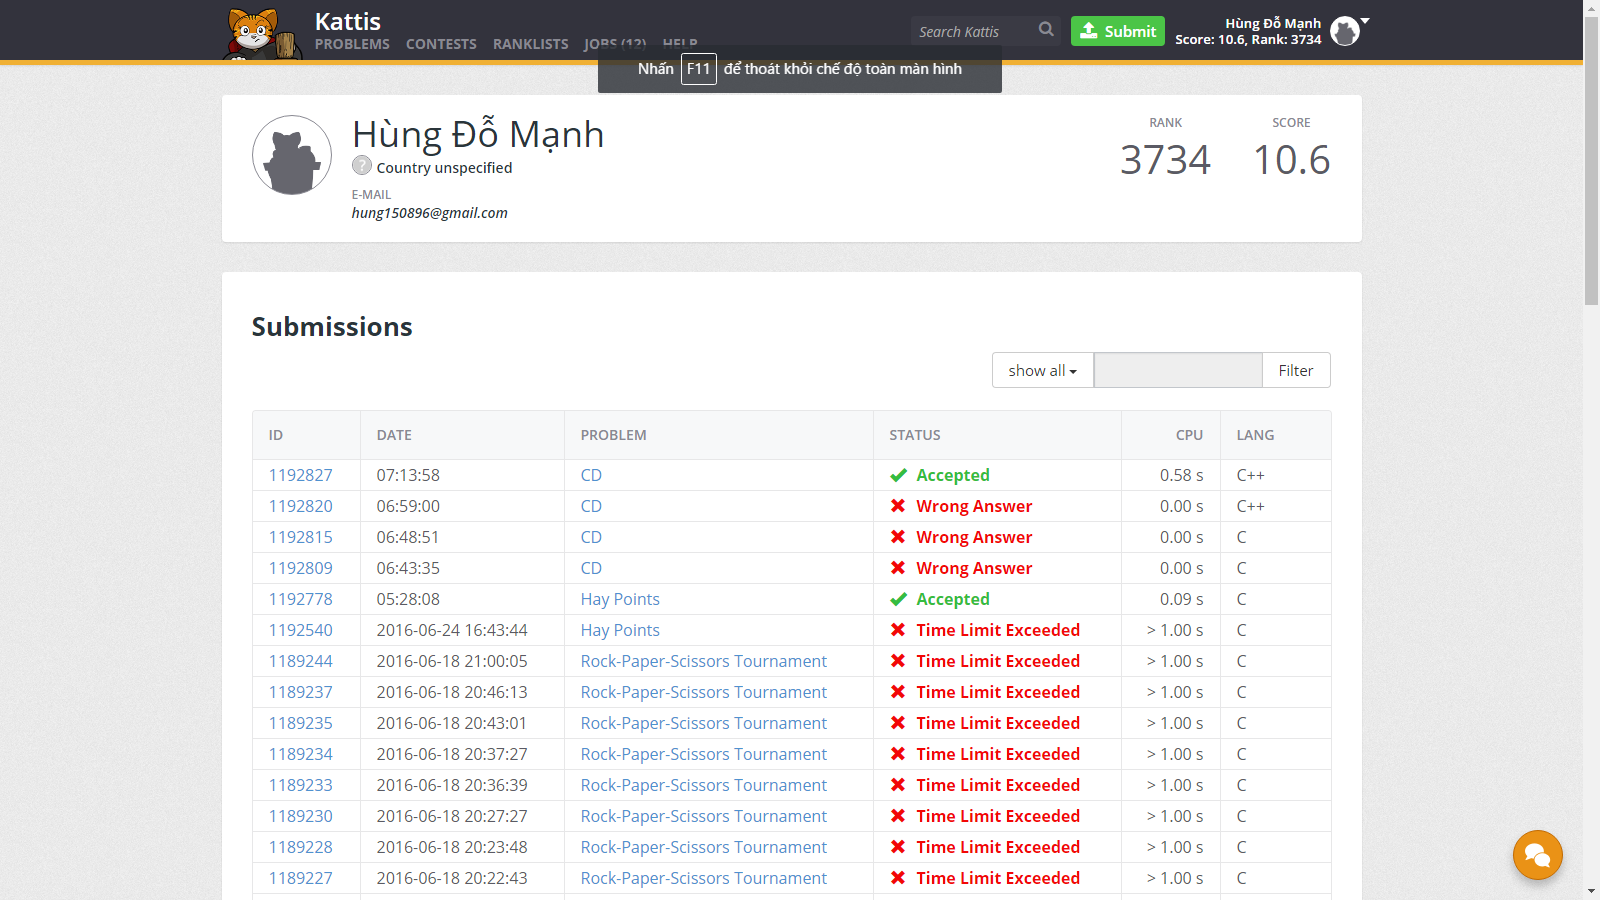 Kattis
PROBLEMS CONTESTS RANKLISTS JOBS (12) HELP
Search Kattis
Submit
Hùng Đỗ Mạnh
Score: 10.6, Rank: 3734
Nhấn F11 để thoát khỏi chế độ toàn màn hình
Hùng Đỗ Mạnh
? Country unspecified
E-MAIL
hung150896@gmail.com
RANK
3734
SCORE
10.6
Submissions
show all
Filter
ID DATE PROBLEM STATUS CPU LANG
1192827 07:13:58 CD Accepted 0.58 s C++
1192820 06:59:00 CD Wrong Answer 0.00 s C++
1192815 06:48:51 CD Wrong Answer 0.00 s C
1192809 06:43:35 CD Wrong Answer 0.00 s C
1192778 05:28:08 Hay Points Accepted 0.09 s C
1192540 2016-06-24 16:43:44 Hay Points Time Limit Exceeded > 1.00 s C
1189244 2016-06-18 21:00:05 Rock-Paper-Scissors Tournament Time Limit Exceeded > 1.00 s C
1189237 2016-06-18 20:46:13 Rock-Paper-Scissors Tournament Time Limit Exceeded > 1.00 s C
1189235 2016-06-18 20:43:01 Rock-Paper-Scissors Tournament Time Limit Exceeded > 1.00 s C
1189234 2016-06-18 20:37:27 Rock-Paper-Scissors Tournament Time Limit Exceeded > 1.00 s C
1189233 2016-06-18 20:36:39 Rock-Paper-Scissors Tournament Time Limit Exceeded > 1.00 s C
1189230 2016-06-18 20:27:27 Rock-Paper-Scissors Tournament Time Limit Exceeded > 1.00 s C
1189228 2016-06-18 20:23:48 Rock-Paper-Scissors Tournament Time Limit Exceeded > 1.00 s C
1189227 2016-06-18 20:22:43 Rock-Paper-Scissors Tournament Time Limit Exceeded > 1.00 s C